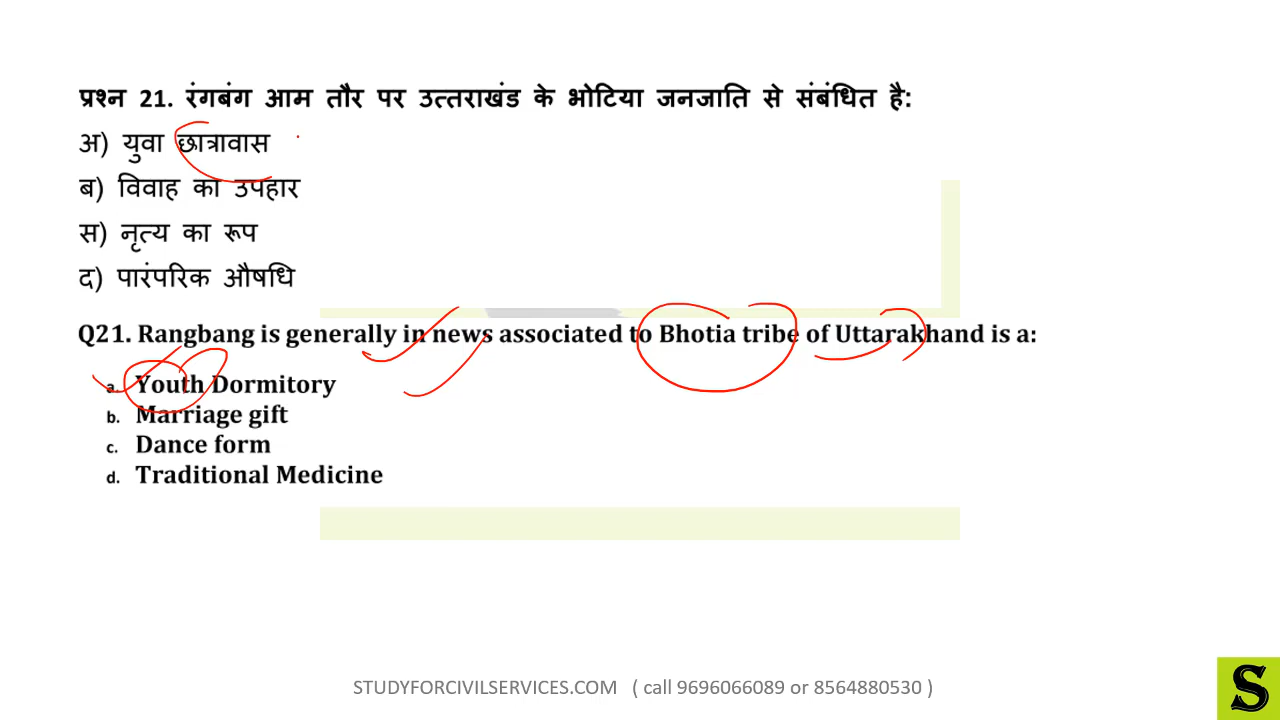 प्रश्न 21. रंगबंग आम तौर पर उत्तराखंड के भोटिया जनजाति से संबंधित है:
अ) युवा छात्रावास
ब) विवाह का उपहार
स) नृत्य का रूप
द) पारंपरिक औषधि
Q21. Rangbang is generally in news associated to Bhotia tribe of Uttarakhand is a:
a. Youth Dormitory
b. Marriage gift
c. Dance form
d. Traditional Medicine
STUDYFORCIVILSERVICES.COM ( call 9696066089 or 8564880530 )
S